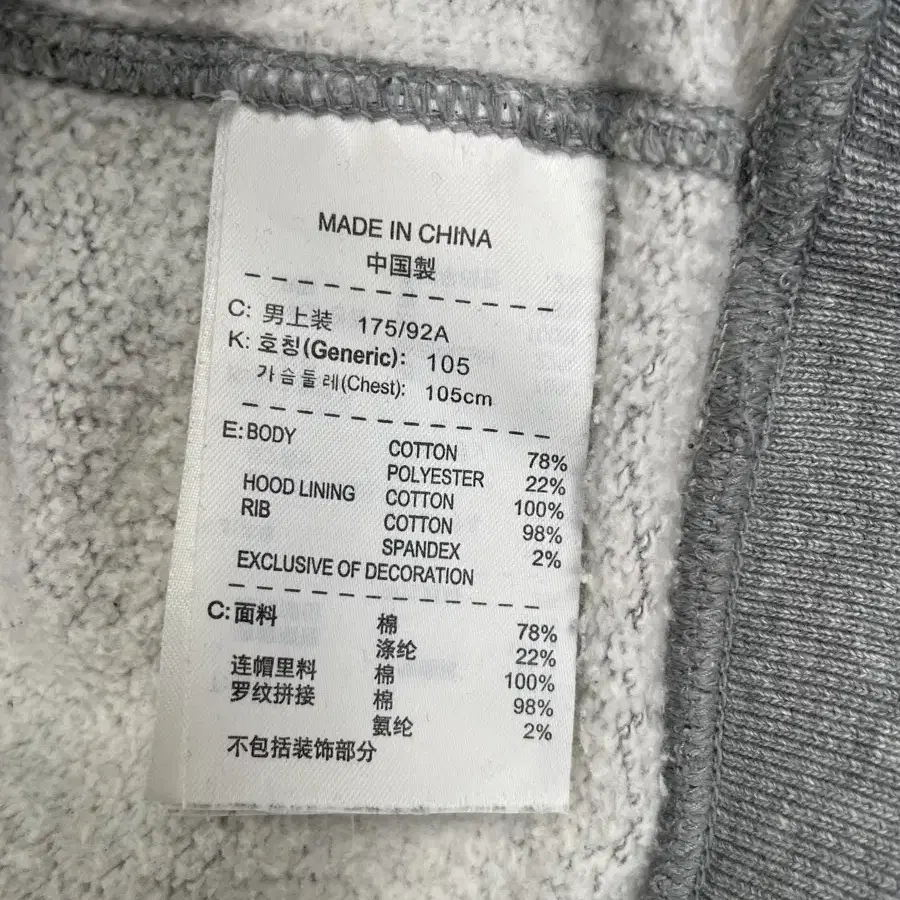 MADE IN CHINA
中国製
C: 男上装 175/92A
K: 호칭(Generic): 105
가슴둘레(Chest): 105cm
E: BODY COTTON 78%
POLYESTER 22%
HOOD LINING COTTON 100%
RIB COTTON 98%
SPANDEX 2%
EXCLUSIVE OF DECORATION
C: 面料 棉 78%
涤纶 22%
连帽里料 棉 100%
罗纹拼接 棉 98%
氨纶 2%
不包括装饰部分